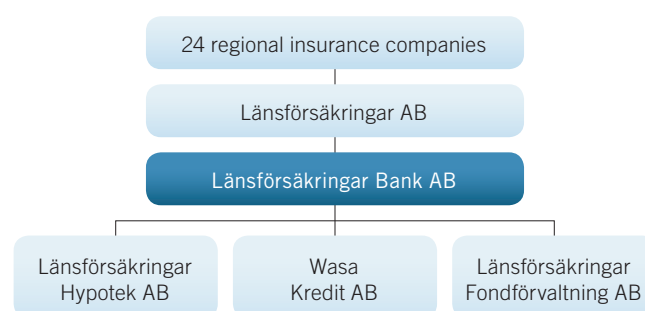 24 regional insurance companies
Länsförsäkringar AB
Länsförsäkringar Bank AB
Länsförsäkringar
Hypotek AB
Wasa
Kredit AB
Länsförsäkringar
Fondförvaltning AB